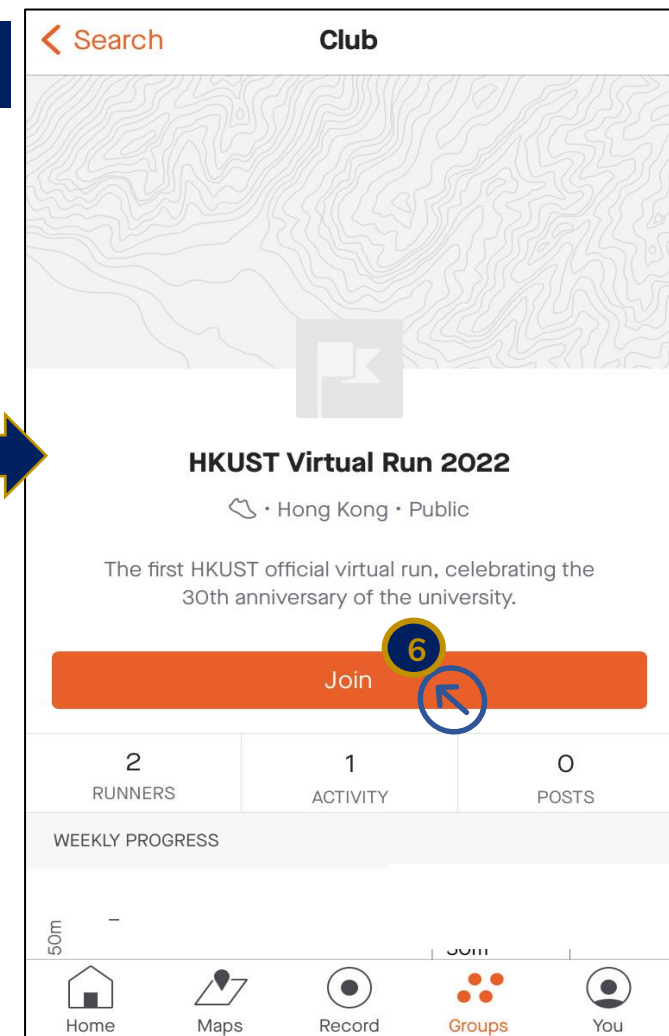 Search
Club
HKUST Virtual Run 2022
· Hong Kong · Public
The first HKUST official virtual run, celebrating the
30th anniversary of the university.
6
Join
2
RUNNERS
1
ACTIVITY
0
POSTS
WEEKLY PROGRESS
50m
Home
Maps
Record
Groups
You